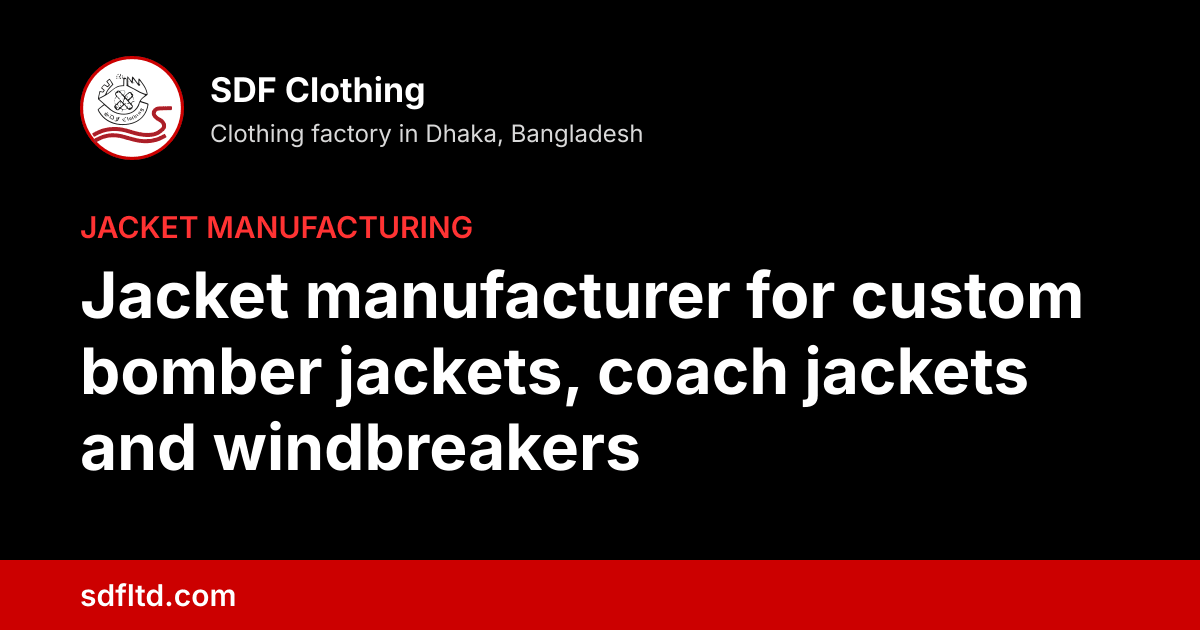 SDF Clothing
Clothing factory in Dhaka, Bangladesh
JACKET MANUFACTURING
Jacket manufacturer for custom
bomber jackets, coach jackets
and windbreakers
sdfltd.com